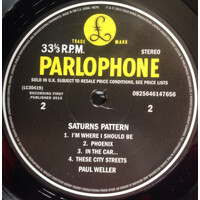 TRADE MARK
33⅓ R.P.M. STEREO
PARLOPHONE
SOLD IN U.K. SUBJECT TO RESALE PRICE CONDITIONS, SEE PRICE LISTS
(LC30419) 0825646147656
RECORDING FIRST
PUBLISHED 2015
2 2
SATURNS PATTERN
1. I'M WHERE I SHOULD BE
2. PHOENIX
3. IN THE CAR...
4. THESE CITY STREETS
PAUL WELLER